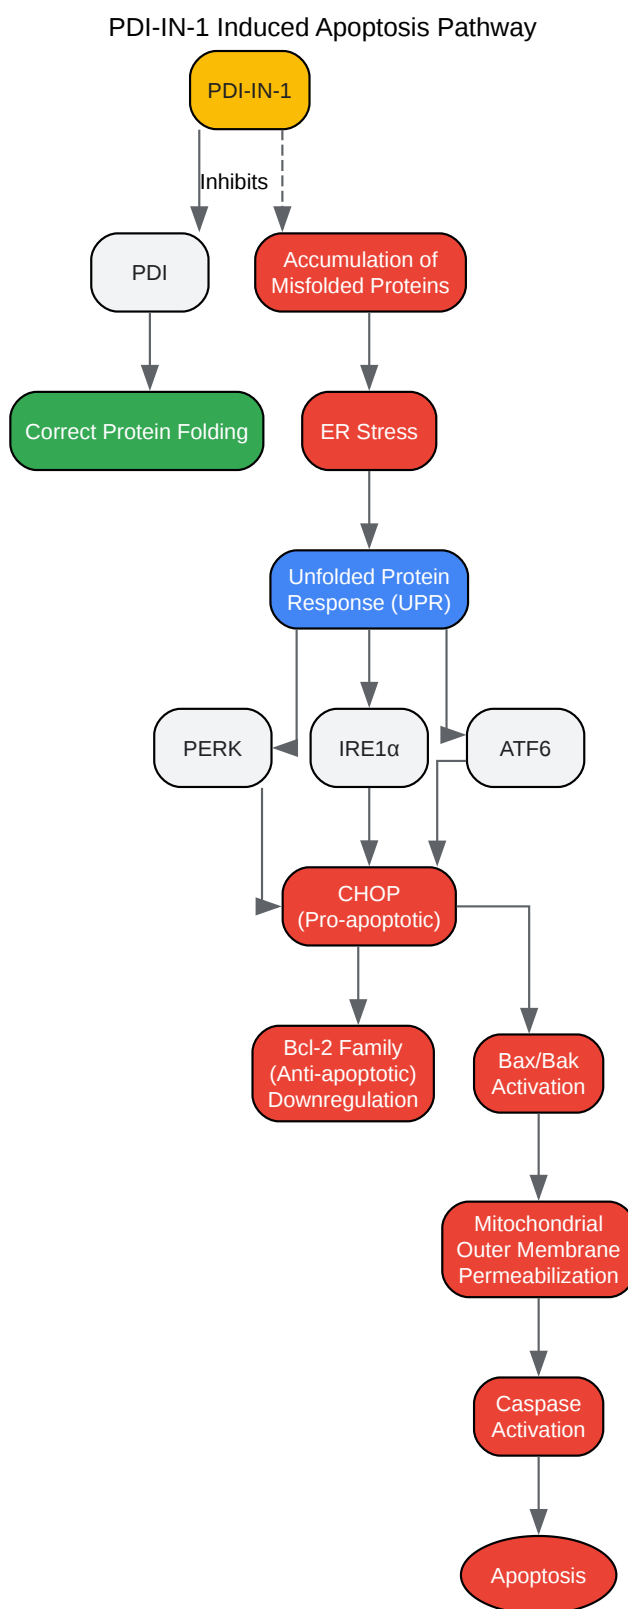 PDI-IN-1 Induced Apoptosis Pathway
PDI-IN-1
Inhibits
PDI
Accumulation of
Misfolded Proteins
Correct Protein Folding
ER Stress
Unfolded Protein
Response (UPR)
PERK
IRE1α
ATF6
CHOP
(Pro-apoptotic)
Bcl-2 Family
(Anti-apoptotic)
Downregulation
Bax/Bak
Activation
Mitochondrial
Outer Membrane
Permeabilization
Caspase
Activation
Apoptosis